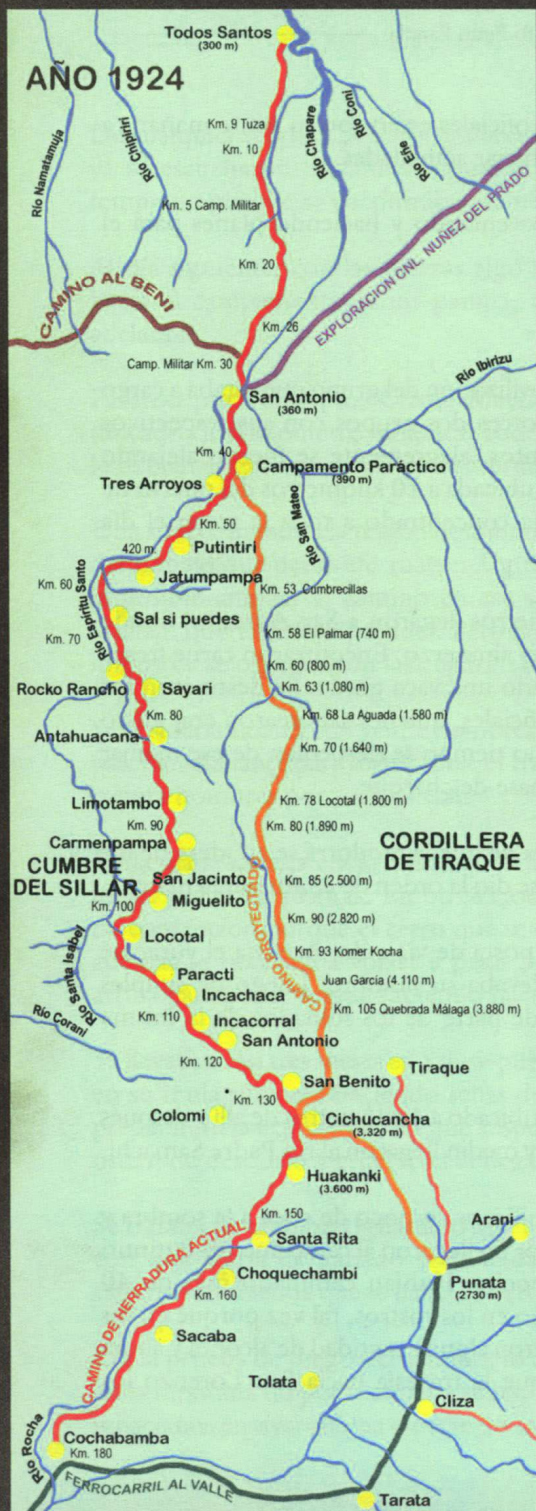 Todos Santos
(300 m)
AÑO 1924
Río Namatamuja
Río Chipiriri
Río Chapare
Río Coni
Río Eñe
Km. 9 Tuza
Km. 10
Km. 5 Camp. Militar
Km. 20
EXPLORACION CNL. NUÑEZ DEL PRADO
CAMINO AL BENI
Km. 26
Camp. Militar Km. 30
Río Ibirizu
San Antonio
(360 m)
Km. 40
Campamento Paráctico
(390 m)
Tres Arroyos
Río San Mateo
Km. 50
420 m.
Putintiri
Km. 60
Jatumpampa
Km. 53 Cumbrecillas
Río Espíritu Santo
Sal si puedes
Km. 58 El Palmar (740 m)
Km. 70
Km. 60 (800 m)
Rocko Rancho
Sayari
Km. 63 (1.080 m)
Km. 80
Km. 68 La Aguada (1.580 m)
Antahuacana
Km. 70 (1.640 m)
Limotambo
Km. 78 Locotal (1.800 m)
Km. 90
Km. 80 (1.890 m)
Carmenpampa
CORDILLERA
DE TIRAQUE
CUMBRE
DEL SILLAR
San Jacinto
Km. 85 (2.500 m)
Miguelito
Km. 100
Km. 90 (2.820 m)
CAMINO PROYECTADO
Locotal
Km. 93 Komer Kocha
Río Santa Isabel
Paracti
Juan García (4.110 m)
Incachaca
Km. 105 Quebrada Málaga (3.880 m)
Río Corani
Km. 110
Incacorral
San Antonio
Km. 120
Tiraque
San Benito
Km. 130
Colomi
Cichucancha
(3.320 m)
Huakanki
(3.600 m)
Km. 150
Arani
Santa Rita
CAMINO DE HERRADURA ACTUAL
Choquechambi
Punata
(2730 m)
Km. 160
Sacaba
Tolata
Cliza
Río Rocha
Cochabamba
Km. 180
FERROCARRIL AL VALLE
Tarata